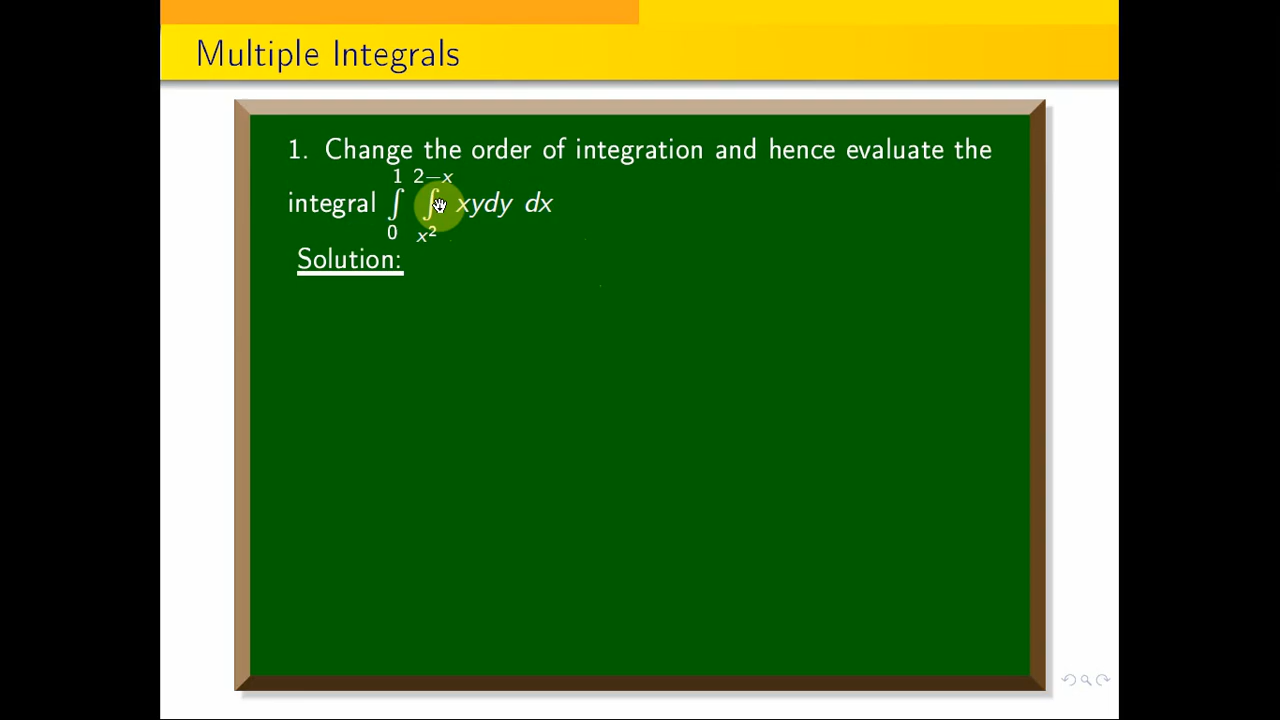 Multiple Integrals
1. Change the order of integration and hence evaluate the
integral ∫₀¹ ∫_{x²}^{2−x} xydy dx
Solution: